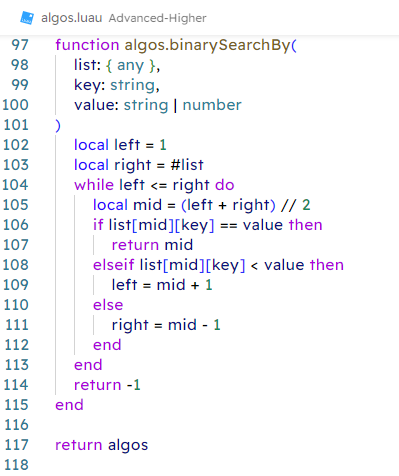 algos.luau Advanced-Higher
97 function algos.binarySearchBy(
98 list: { any },
99 key: string,
100 value: string | number
101 )
102 local left = 1
103 local right = #list
104 while left <= right do
105 local mid = (left + right) // 2
106 if list[mid][key] == value then
107 return mid
108 elseif list[mid][key] < value then
109 left = mid + 1
110 else
111 right = mid - 1
112 end
113 end
114 return -1
115 end
116
117 return algos
118